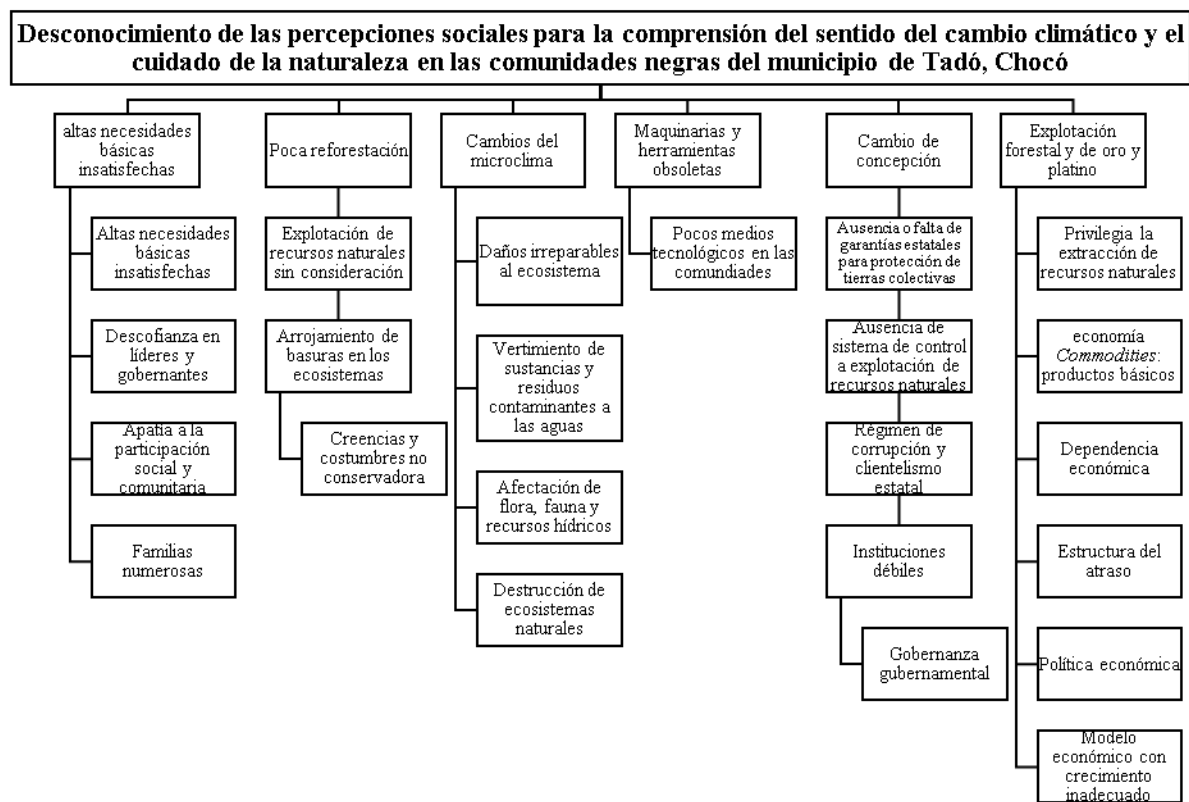 Desconocimiento de las percepciones sociales para la comprensión del sentido del cambio climático y el
cuidado de la naturaleza en las comunidades negras del municipio de Tadó, Chocó
altas necesidades
básicas
insatisfechas
Altas necesidades
básicas
insatisfechas
Descofianza en
líderes y
gobernantes
Apatía a la
participación
social y
comunitaria
Familias
numerosas
Poca reforestación
Explotación de
recursos naturales
sin consideración
Arrojamiento de
basuras en los
ecosistemas
Creencias y
costumbres no
conservadora
Cambios del
microclima
Daños irreparables
al ecosistema
Vertimiento de
sustancias y
residuos
contaminantes a
las aguas
Afectación de
flora, fauna y
recursos hídricos
Destrucción de
ecosistemas
naturales
Maquinarias y
herramientas
obsoletas
Pocos medios
tecnológicos en las
comundiades
Cambio de
concepción
Ausencia o falta de
garantías estatales
para protección de
tierras colectivas
Ausencia de
sistema de control
a explotación de
recursos naturales
Régimen de
corrupción y
clientelismo
estatal
Instituciones
débiles
Gobernanza
gubernamental
Explotación
forestal y de oro y
platino
Privilegia la
extracción de
recursos naturales
economía
Commodities:
productos básicos
Dependencia
económica
Estructura del
atraso
Política económica
Modelo
económico con
crecimiento
inadecuado